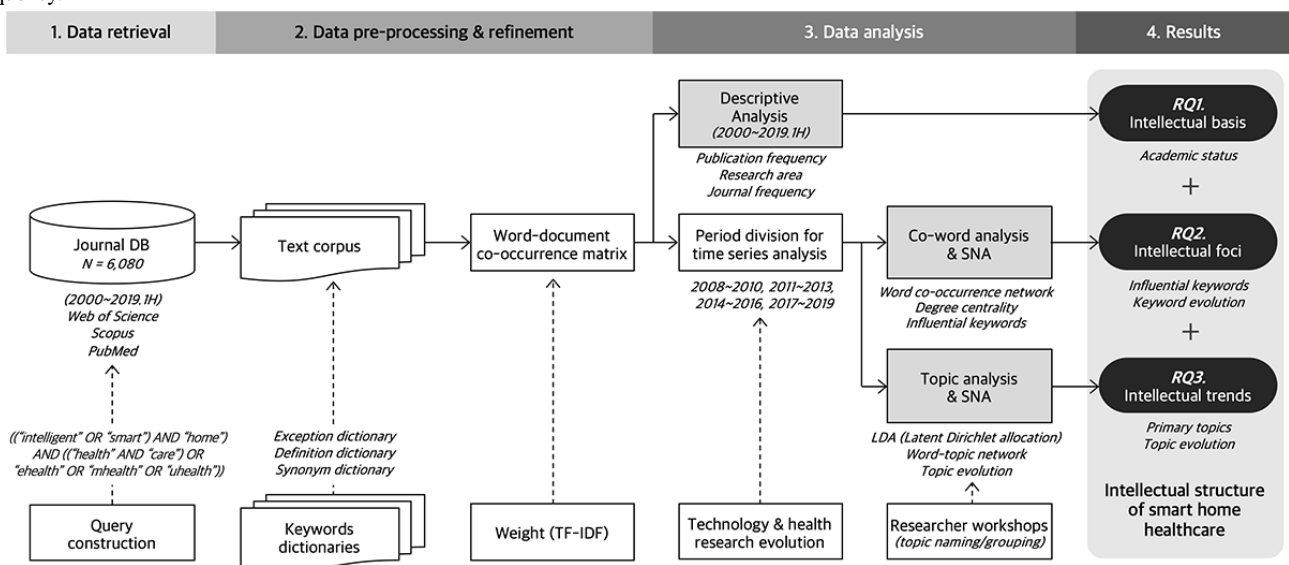 1. Data retrieval
2. Data pre-processing & refinement
3. Data analysis
4. Results
Journal DB
N = 6,080
(2000~2019.1H)
Web of Science
Scopus
PubMed
(("intelligent" OR "smart") AND "home")
AND (("health" AND "care") OR
"ehealth" OR "mhealth" OR "uhealth"))
Query
construction
Text corpus
Exception dictionary
Definition dictionary
Synonym dictionary
Keywords
dictionaries
Word-document
co-occurrence matrix
Weight (TF-IDF)
Descriptive
Analysis
(2000~2019.1H)
Publication frequency
Research area
Journal frequency
Period division for
time series analysis
2008~2010, 2011~2013,
2014~2016, 2017~2019
Technology & health
research evolution
Co-word analysis
& SNA
Word co-occurrence network
Degree centrality
Influential keywords
Topic analysis
& SNA
LDA (Latent Dirichlet allocation)
Word-topic network
Topic evolution
Researcher workshops
(topic naming/grouping)
RQ1.
Intellectual basis
Academic status
+
RQ2.
Intellectual foci
Influential keywords
Keyword evolution
+
RQ3.
Intellectual trends
Primary topics
Topic evolution
Intellectual structure
of smart home
healthcare